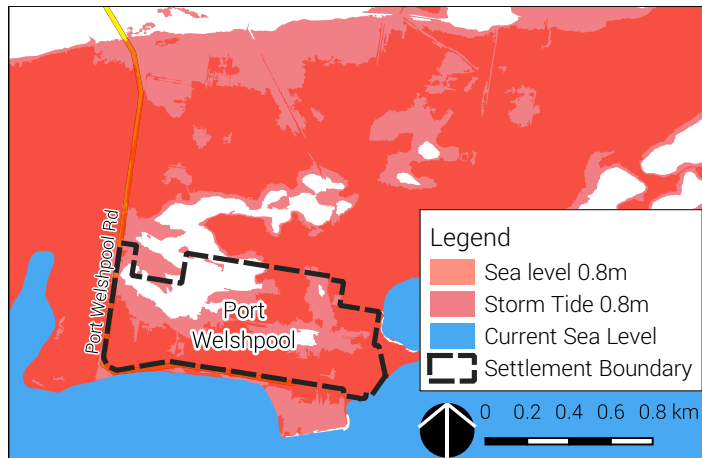 Port Welshpool Rd
Port
Welshpool
Legend
Sea level 0.8m
Storm Tide 0.8m
Current Sea Level
Settlement Boundary
0 0.2 0.4 0.6 0.8 km